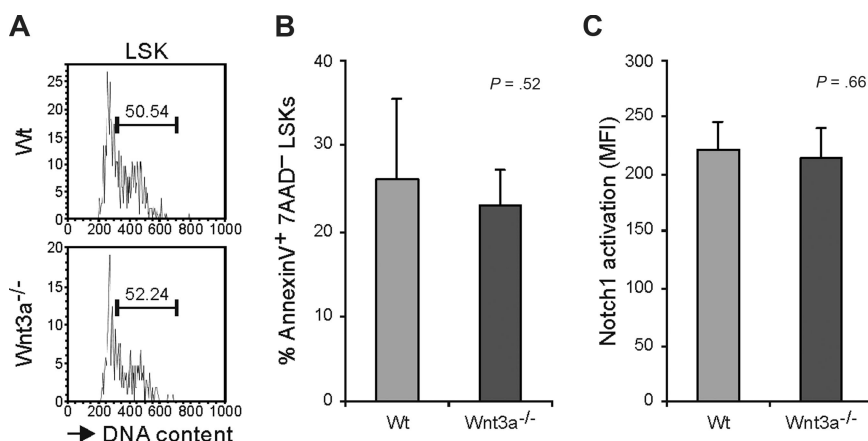 A
LSK
Wt
28
25
20
15
10
5
0
50.54
0 200 400 600 800 1000
Wnt3a-/-
20
15
10
5
0
52.24
0 200 400 600 800 1000
→ DNA content
B
% AnnexinV+ 7AAD– LSKs
40
30
20
10
0
P = .52
Wt Wnt3a-/-
C
Notch1 activation (MFI)
300
250
200
150
100
50
0
P = .66
Wt Wnt3a-/-